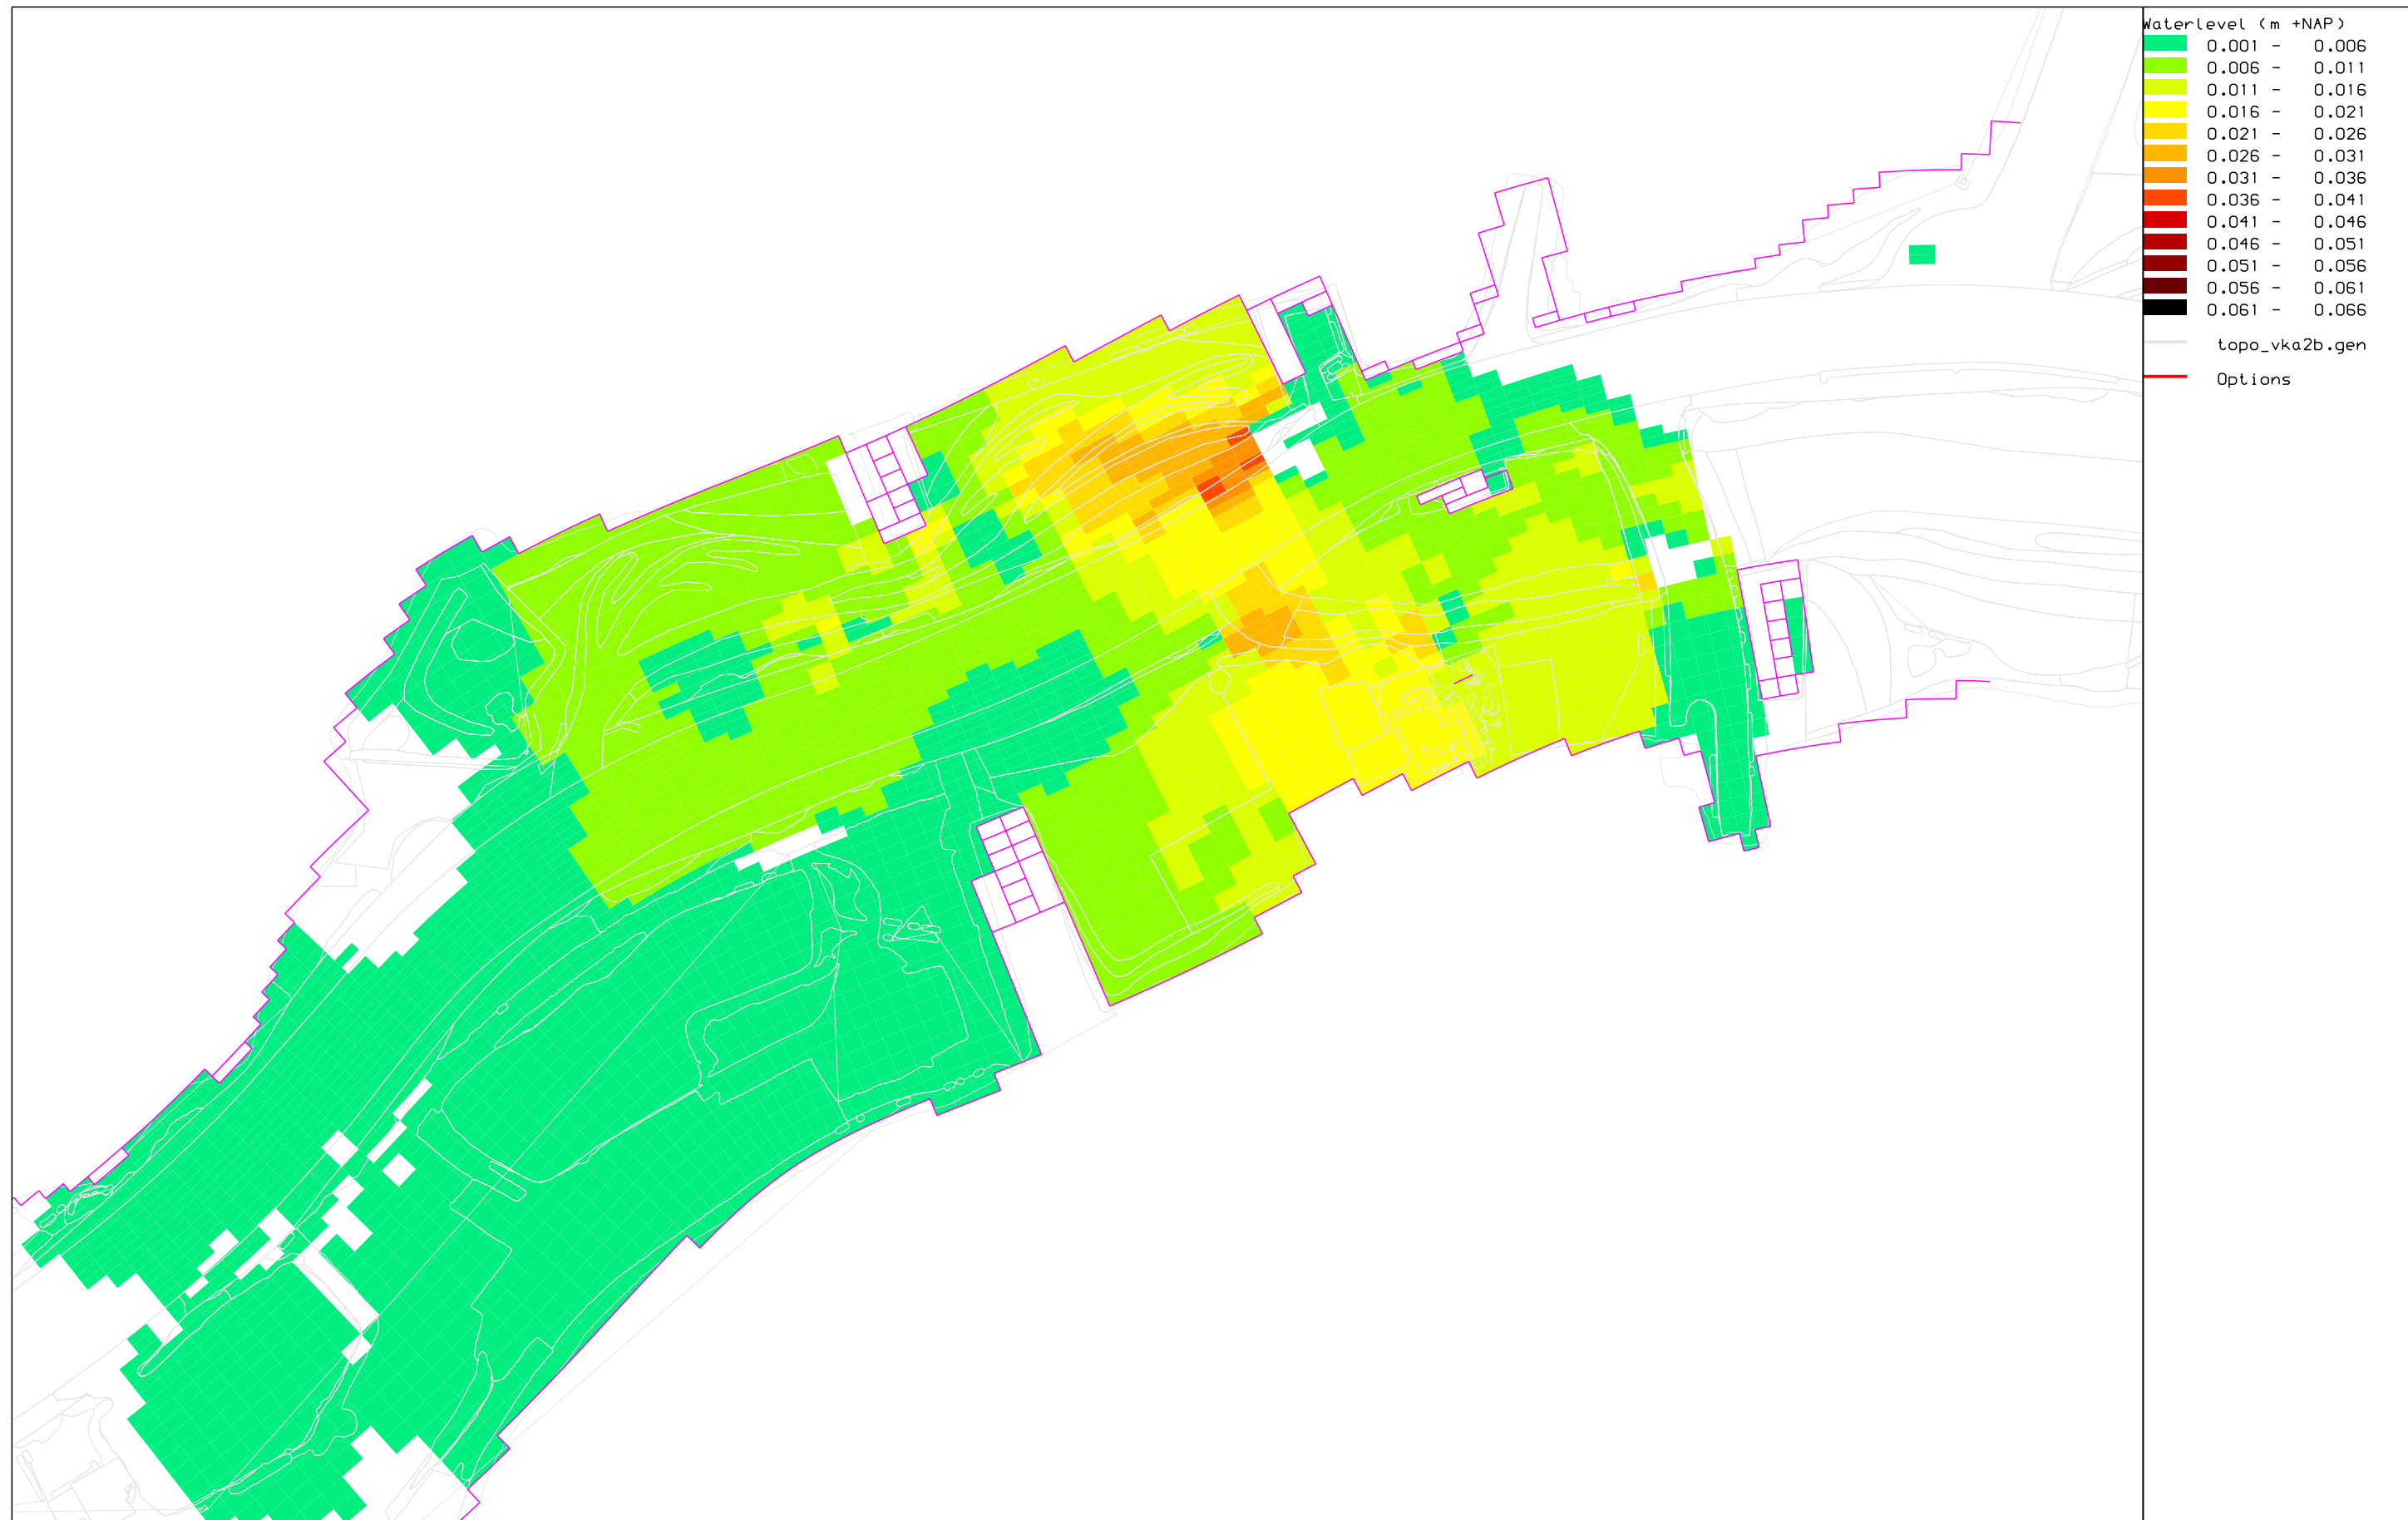 Waterlevel (m +NAP)
0.001 - 0.006
0.006 - 0.011
0.011 - 0.016
0.016 - 0.021
0.021 - 0.026
0.026 - 0.031
0.031 - 0.036
0.036 - 0.041
0.041 - 0.046
0.046 - 0.051
0.051 - 0.056
0.056 - 0.061
0.061 - 0.066
topo_vka2b.gen
Options